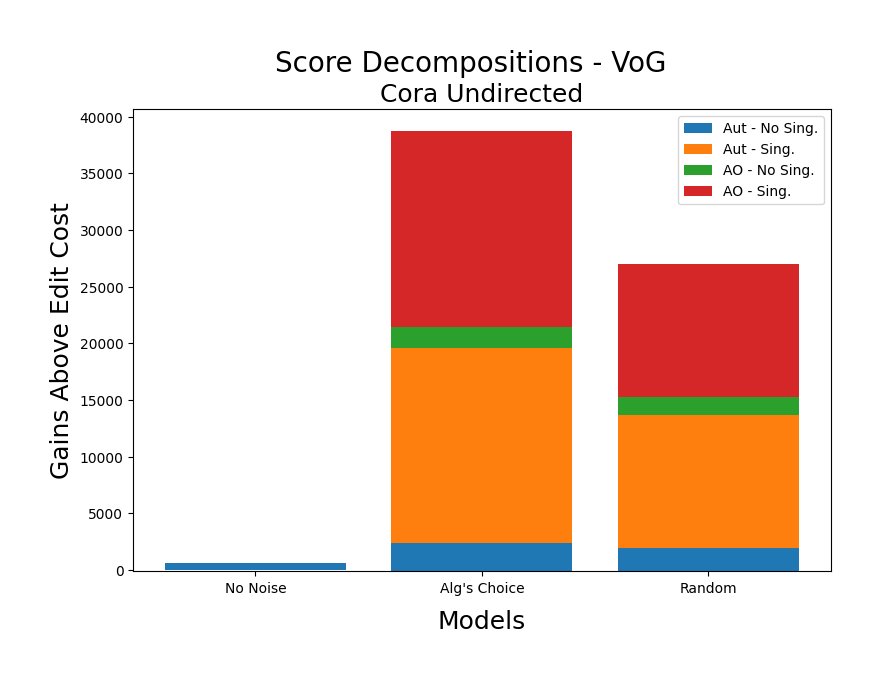 Score Decompositions - VoG
Cora Undirected
Gains Above Edit Cost
40000
35000
30000
25000
20000
15000
10000
5000
0
Aut - No Sing.
Aut - Sing.
AO - No Sing.
AO - Sing.
No Noise
Alg's Choice
Random
Models